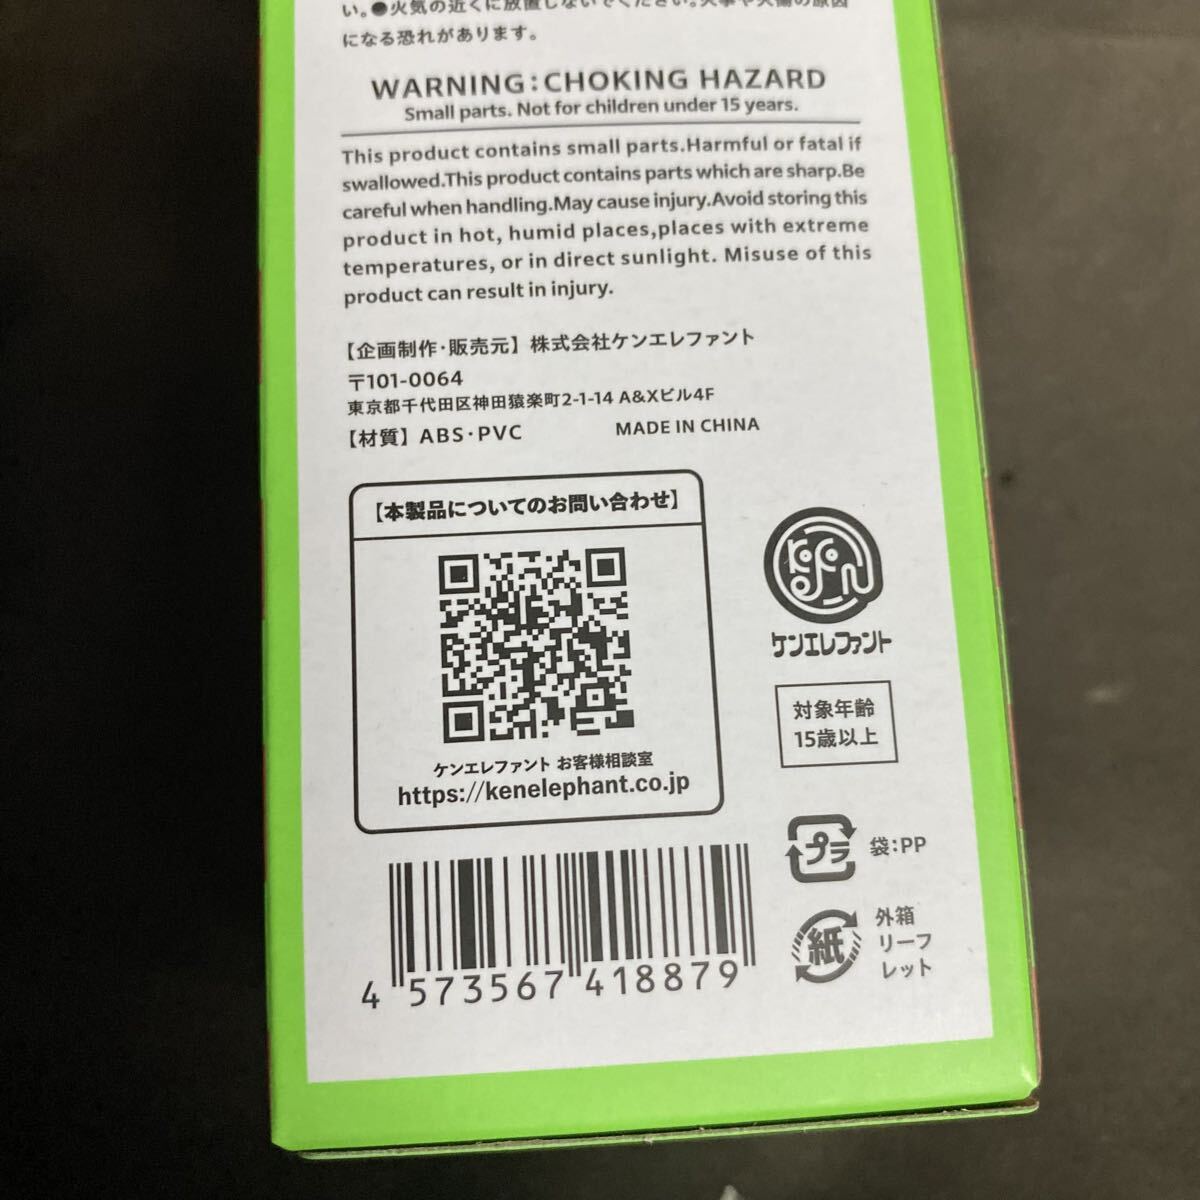 い。●火気の近くに放置しないでください。火事や火傷の原因
になる恐れがあります。
WARNING:CHOKING HAZARD
Small parts. Not for children under 15 years.
This product contains small parts.Harmful or fatal if
swallowed.This product contains parts which are sharp.Be
careful when handling.May cause injury.Avoid storing this
product in hot, humid places,places with extreme
temperatures, or in direct sunlight. Misuse of this
product can result in injury.
【企画制作・販売元】株式会社ケンエレファント
〒101-0064
東京都千代田区神田猿楽町2-1-14 A&Xビル4F
【材質】ABS・PVC MADE IN CHINA
【本製品についてのお問い合わせ】
ケンエレファント お客様相談室
https://kenelephant.co.jp
ケンエレファント
対象年齢
15歳以上
プラ 袋:PP
紙 外箱
リーフ
レット
4 573567 418879